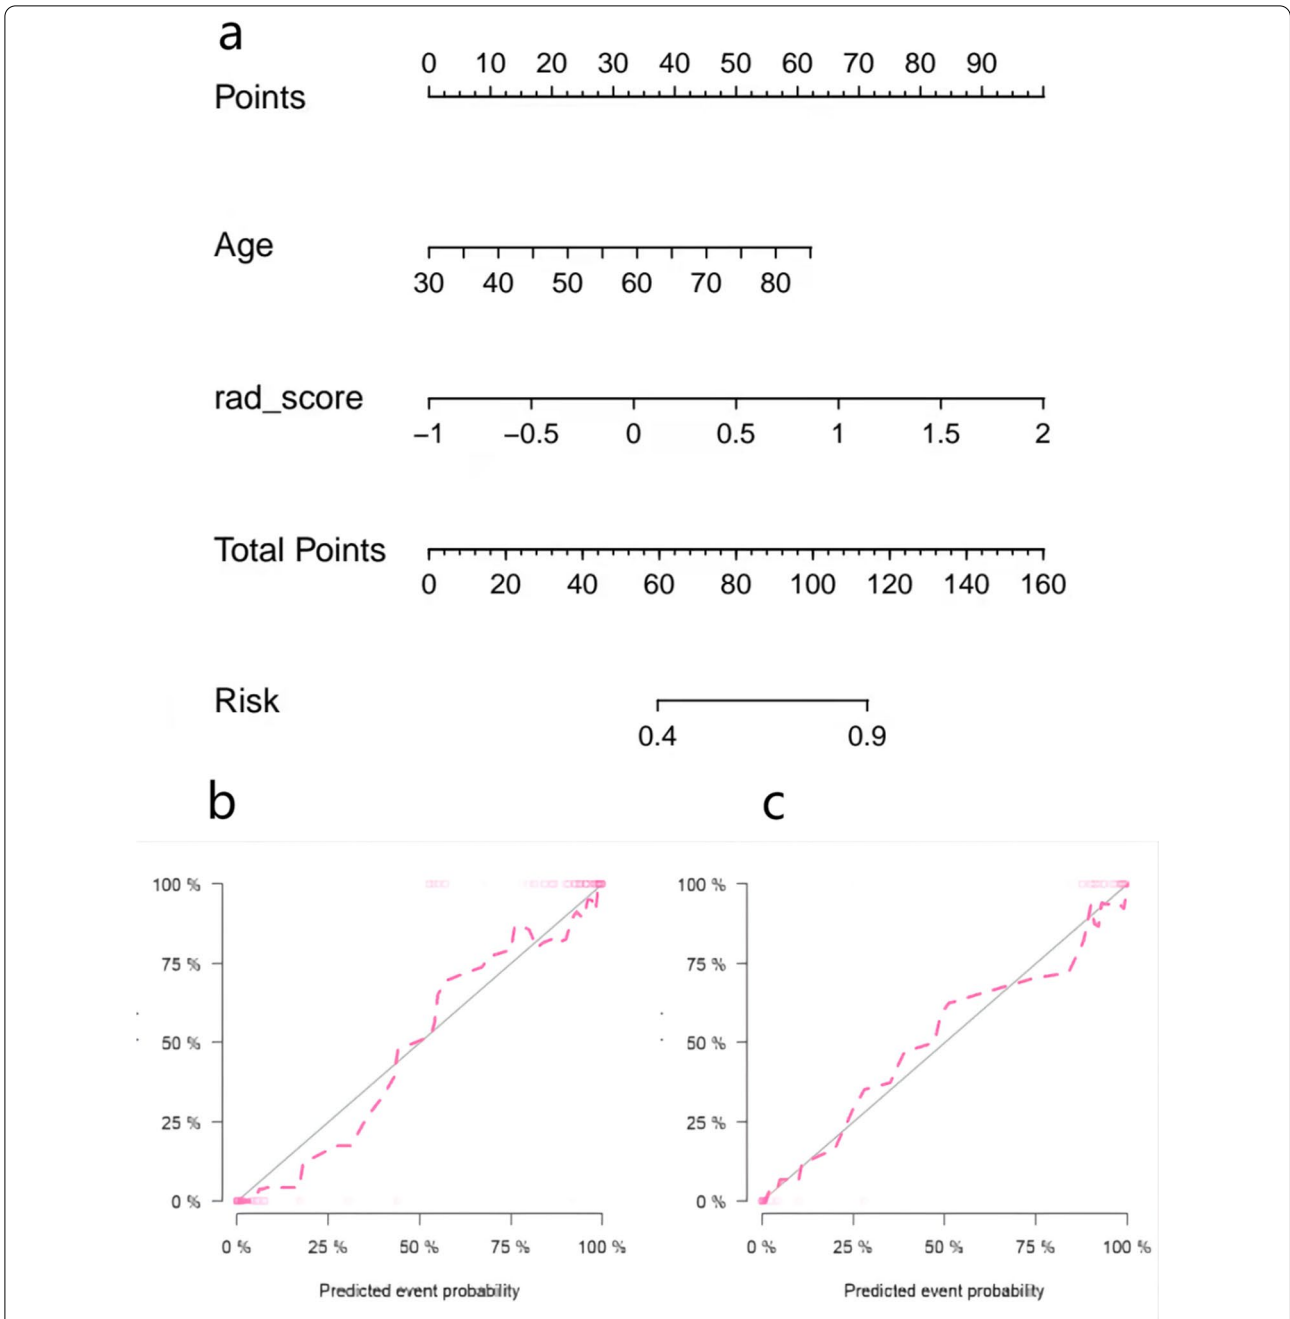 a
0 10 20 30 40 50 60 70 80 90
Points
Age
30 40 50 60 70 80
rad_score
−1 −0.5 0 0.5 1 1.5 2
Total Points
0 20 40 60 80 100 120 140 160
Risk
0.4 0.9
b
100 %
75 %
50 %
25 %
0 %
0 % 25 % 50 % 75 % 100 %
Predicted event probability
c
100 %
75 %
50 %
25 %
0 %
0 % 25 % 50 % 75 % 100 %
Predicted event probability